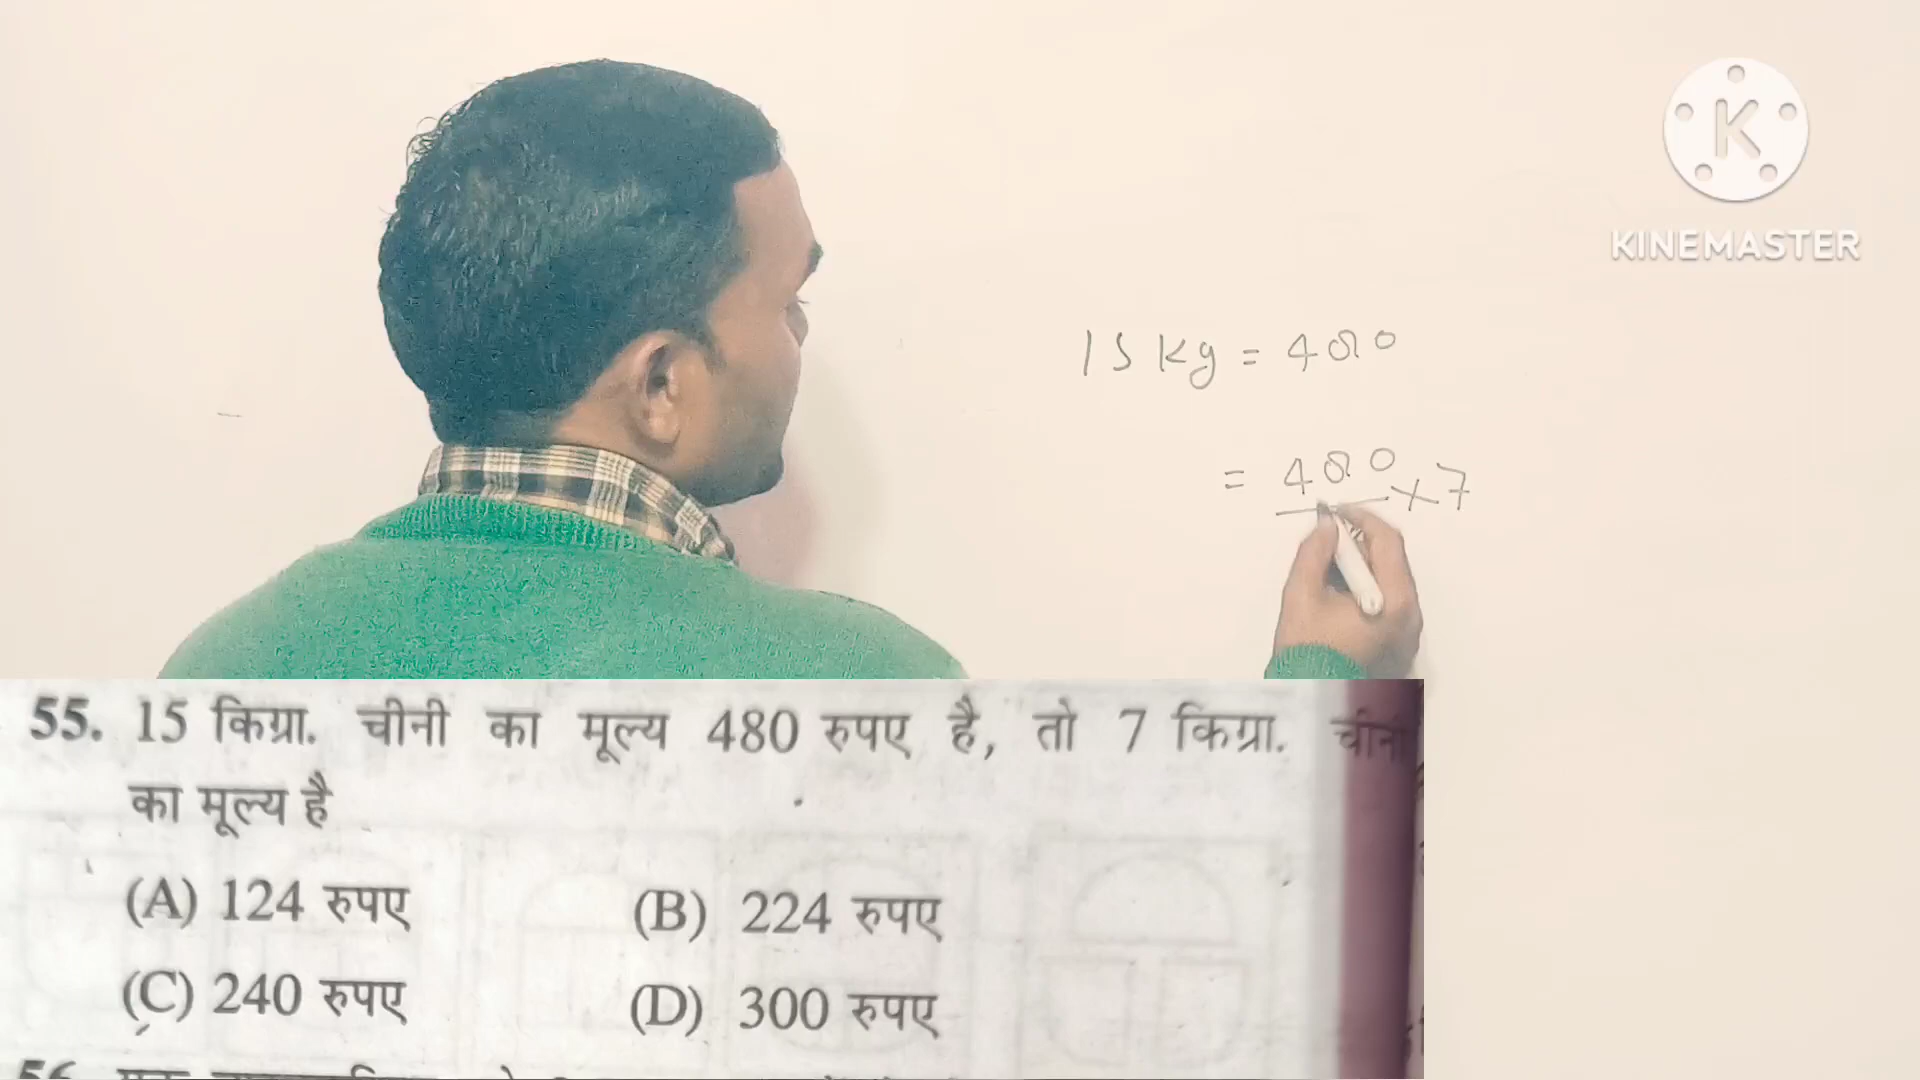 K
KINEMASTER
15 Kg = 480
= 480 × 7
55. 15 किग्रा. चीनी का मूल्य 480 रुपए है, तो 7 किग्रा. चीनी
का मूल्य है
(A) 124 रुपए (B) 224 रुपए
(C) 240 रुपए (D) 300 रुपए
56.